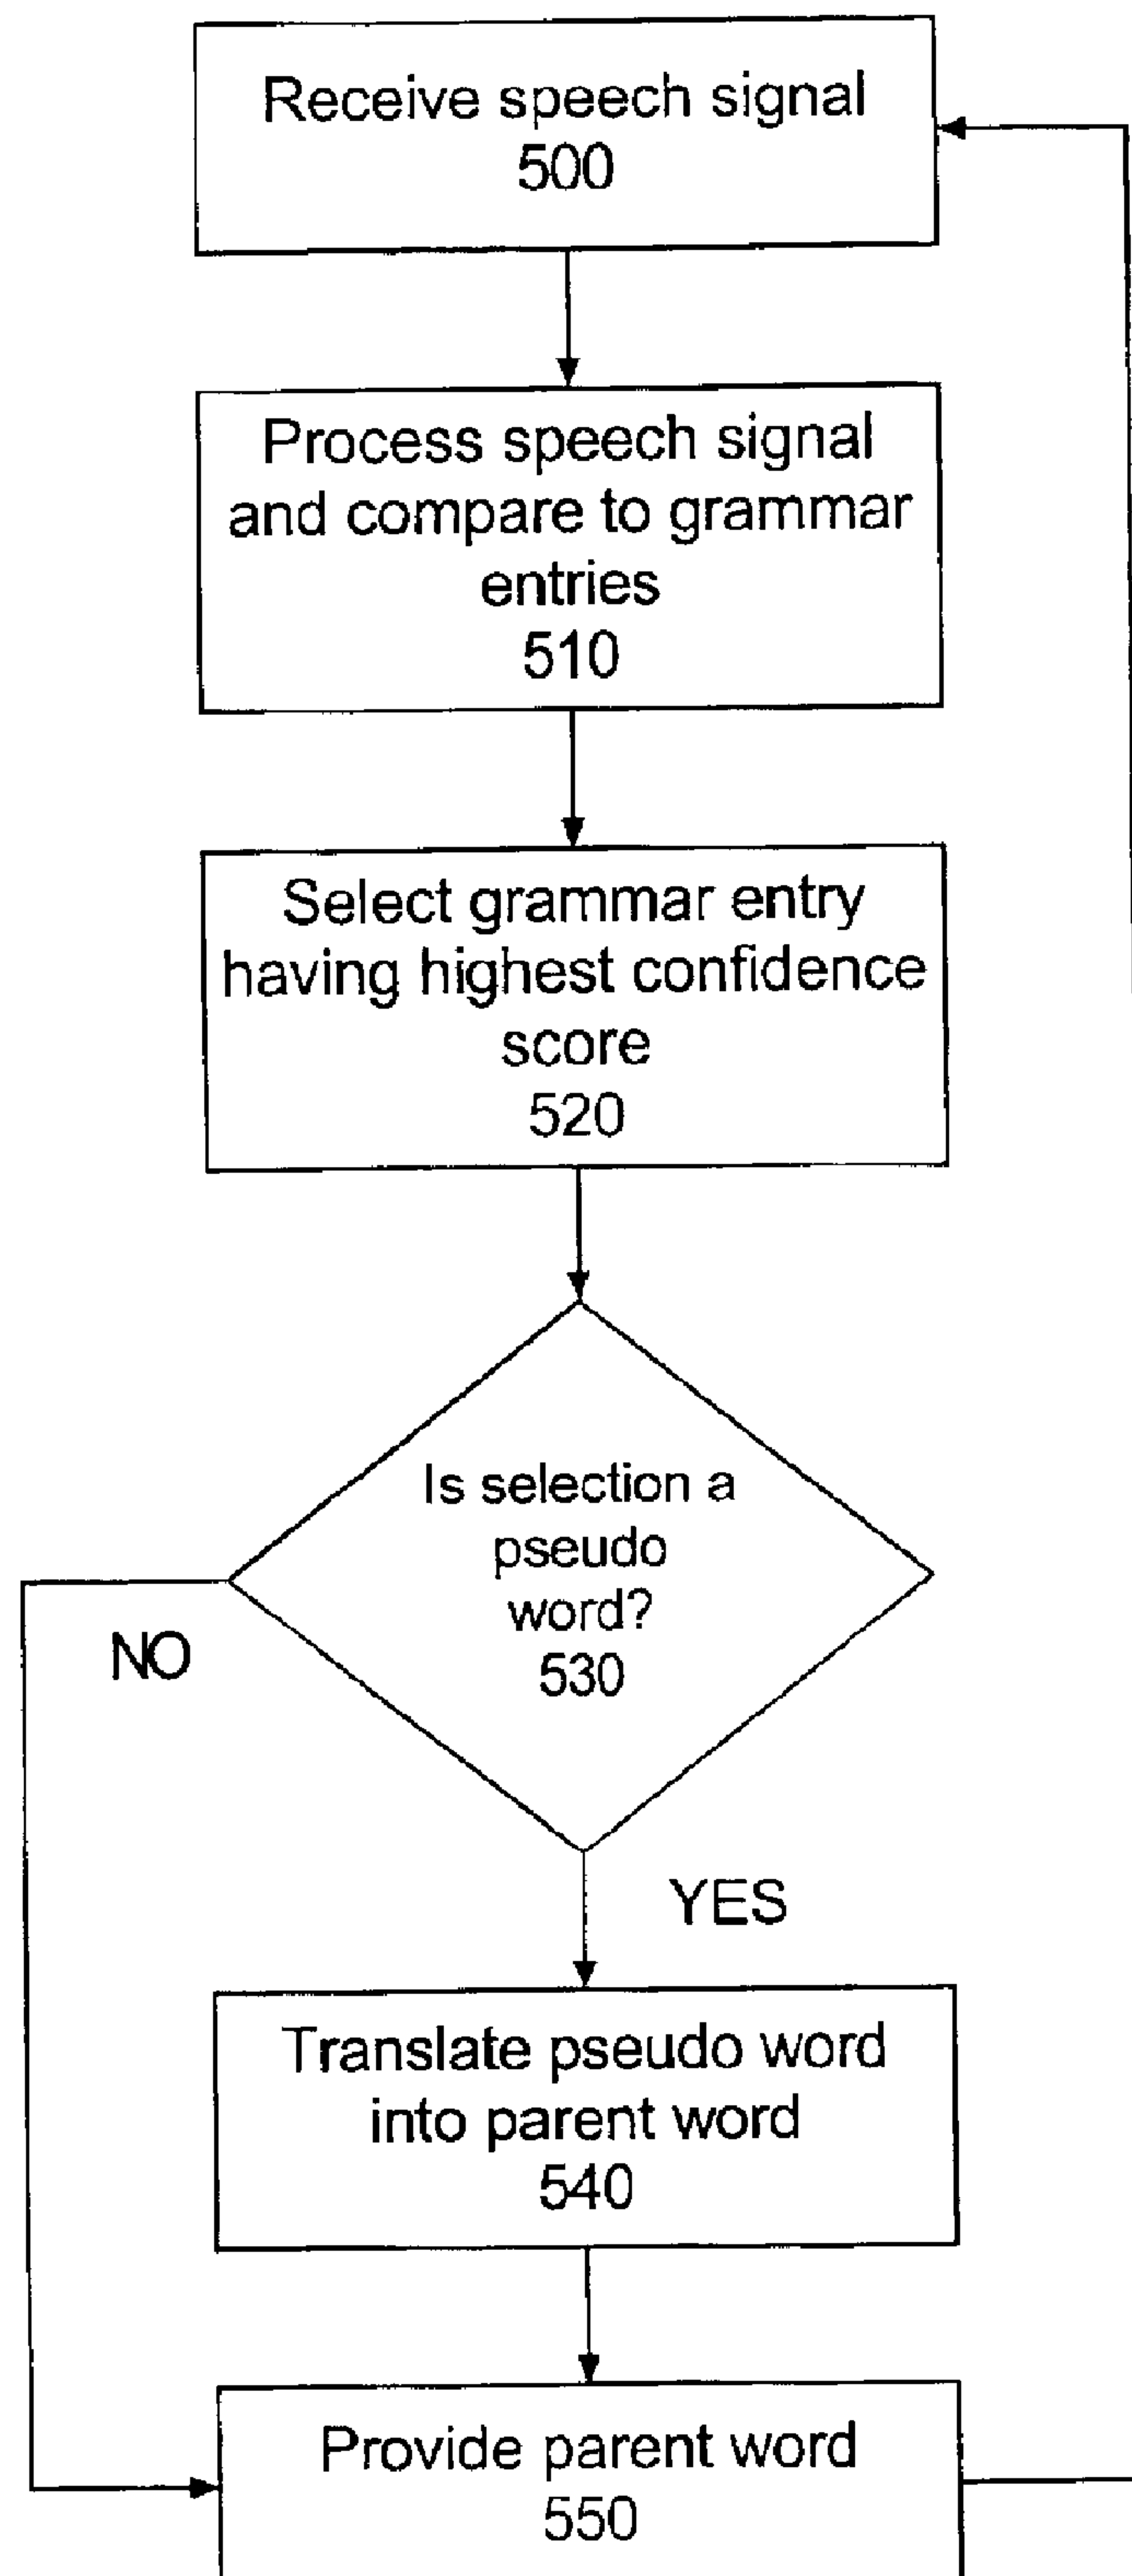 Receive speech signal
500
Process speech signal
and compare to grammar
entries
510
Select grammar entry
having highest confidence
score
520
Is selection a
pseudo
word?
530
NO
YES
Translate pseudo word
into parent word
540
Provide parent word
550